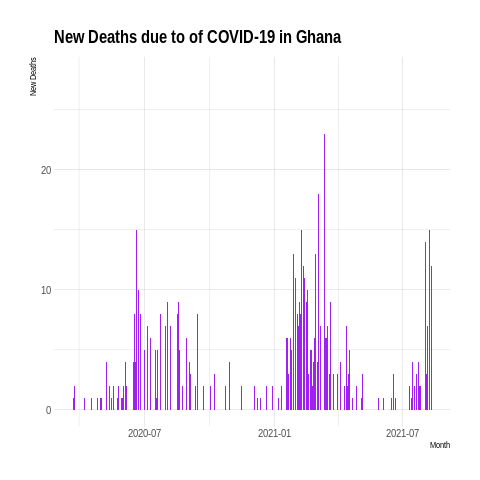 New Deaths due to of COVID-19 in Ghana
New Deaths
20
10
0
2020-07
2021-01
2021-07
Month